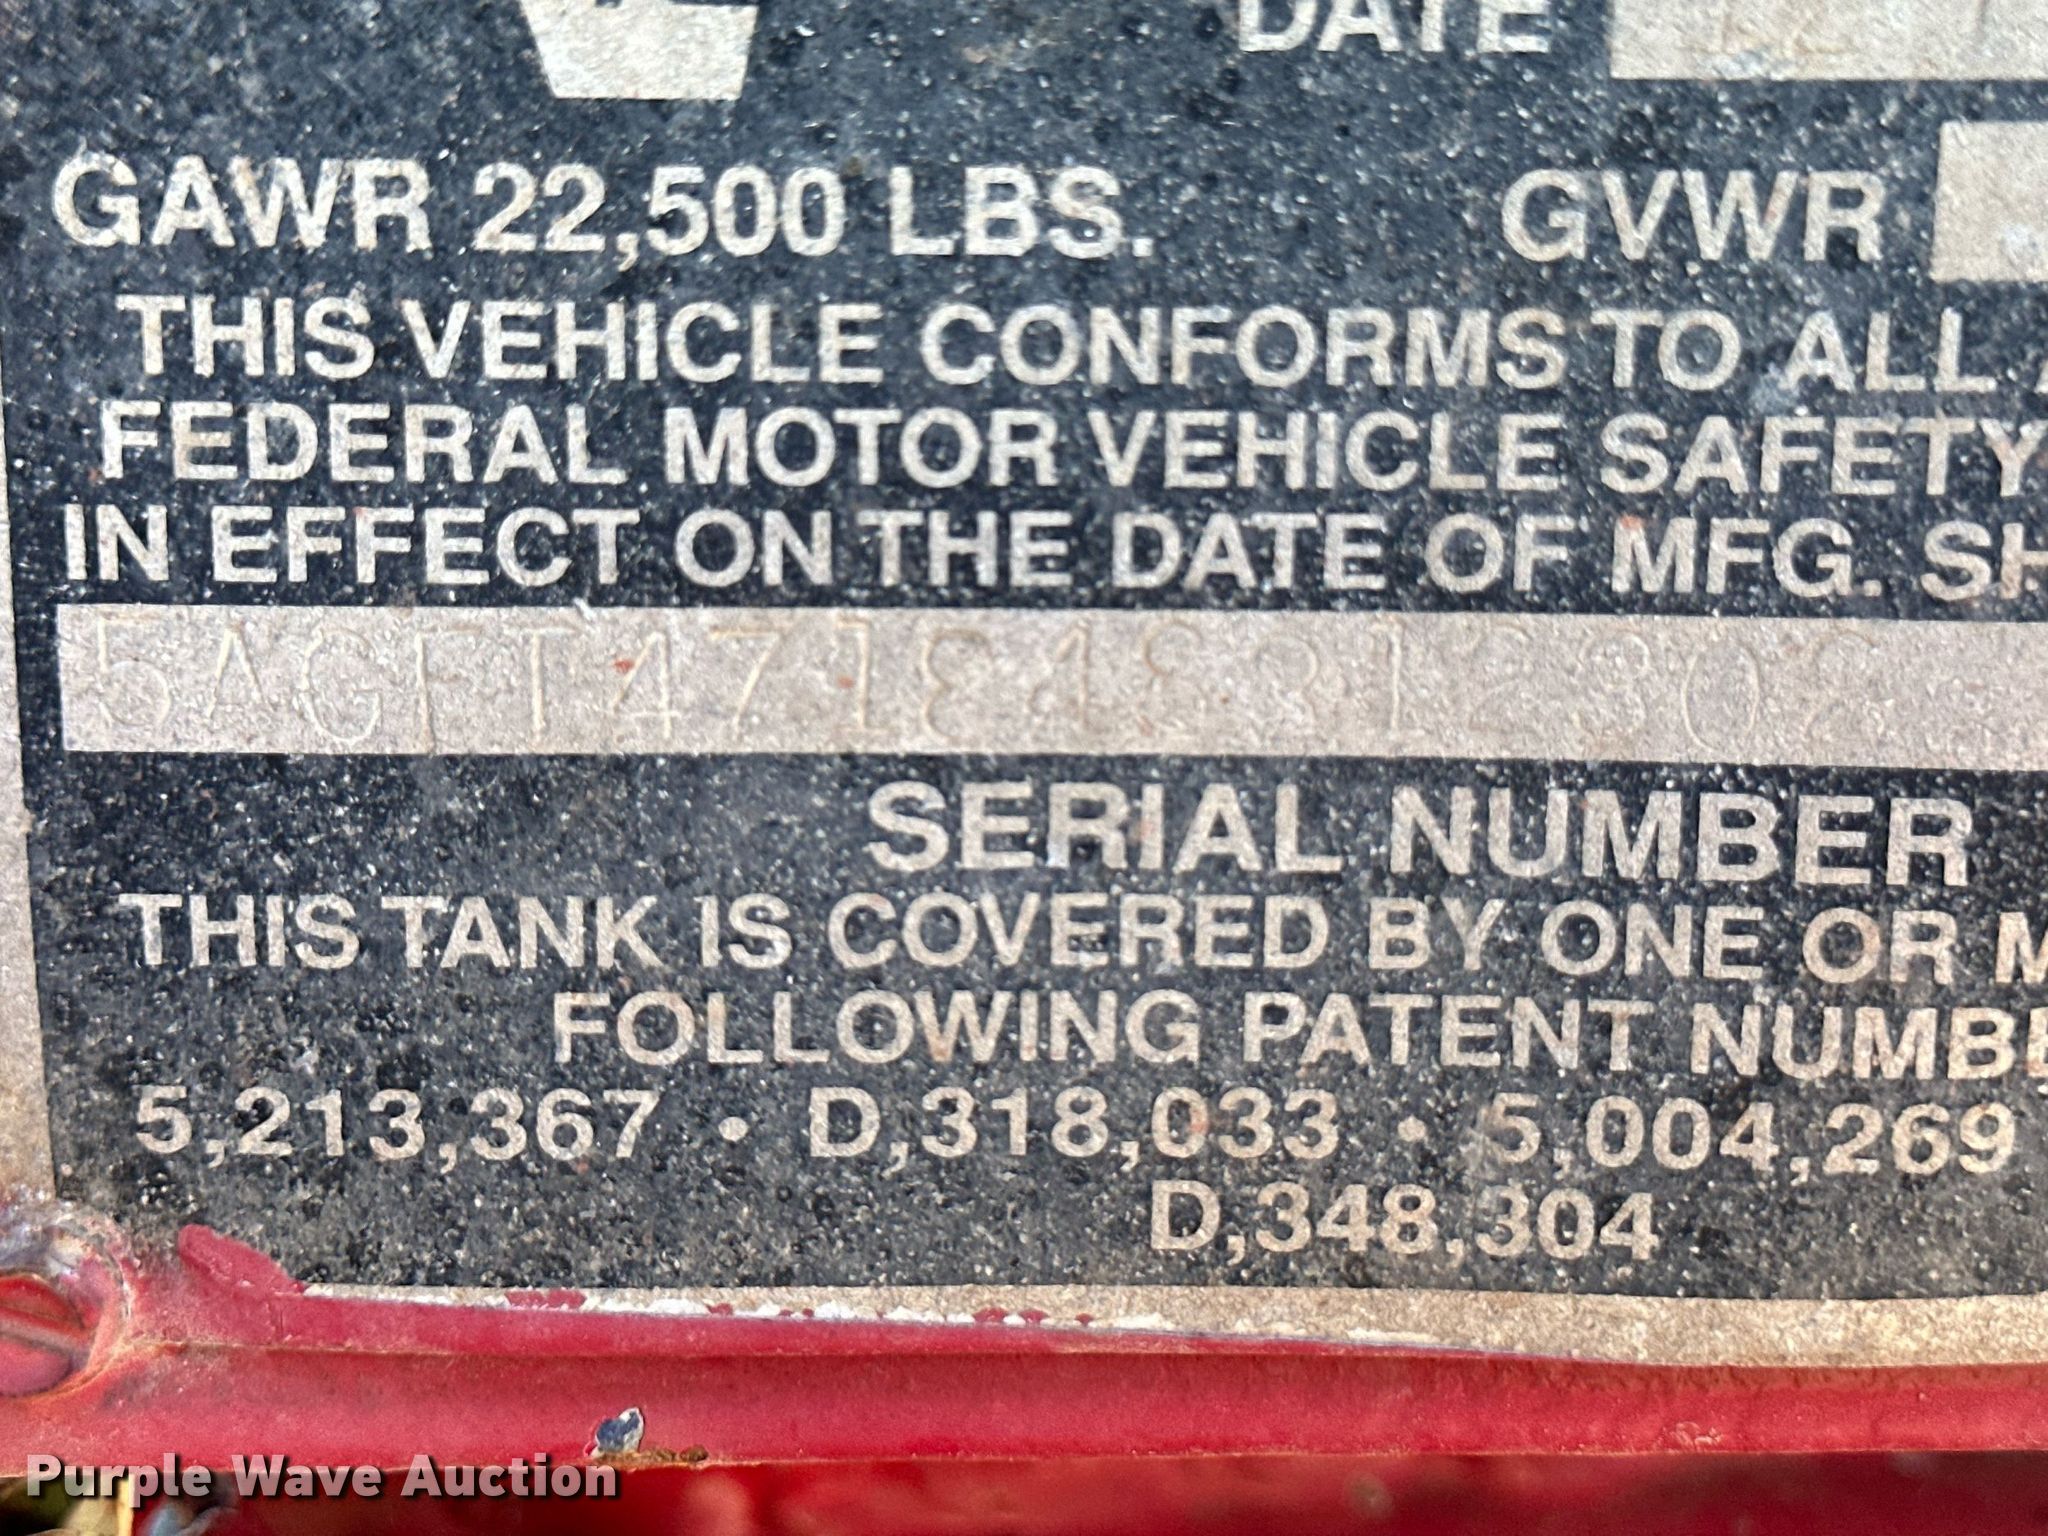 DATE 12
GAWR 22,500 LBS. GVWR
THIS VEHICLE CONFORMS TO ALL
FEDERAL MOTOR VEHICLE SAFETY
IN EFFECT ON THE DATE OF MFG. SH
SERIAL NUMBER
THIS TANK IS COVERED BY ONE OR M
FOLLOWING PATENT NUMBE
5,213,367 • D,318,033 • 5,004,269
D,348,304
Purple Wave Auction